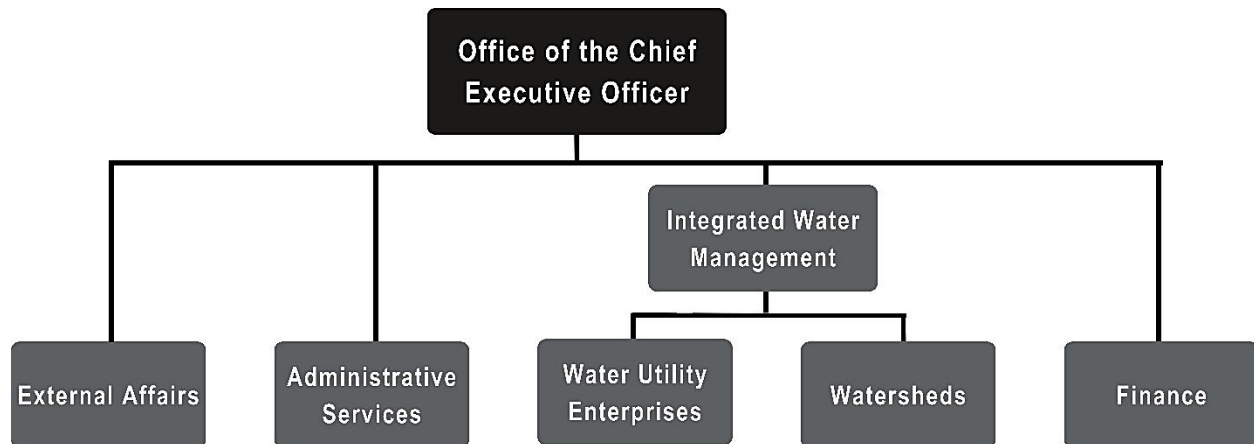 Office of the Chief
Executive Officer
Integrated Water
Management
External Affairs
Administrative
Services
Water Utility
Enterprises
Watersheds
Finance